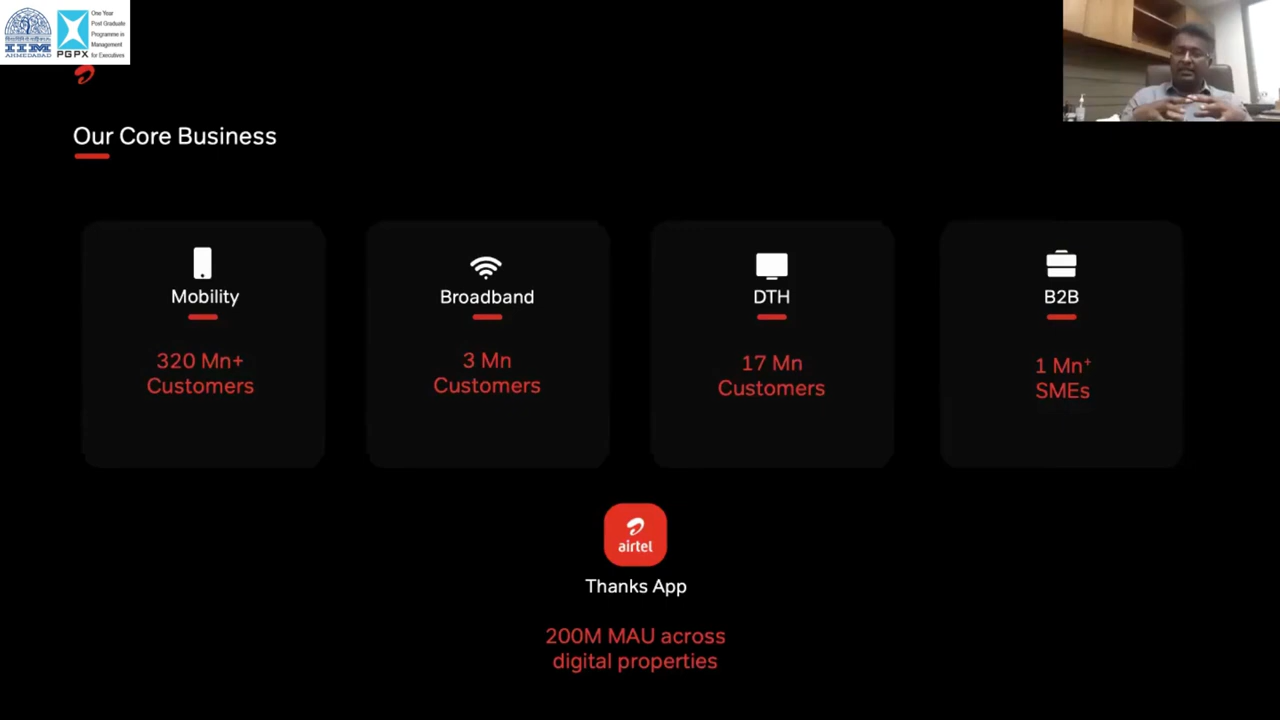 IIM
AHMEDABAD
PGPX
One Year
Post Graduate
Programme in
Management
for Executives
Our Core Business
Mobility
320 Mn+
Customers
Broadband
3 Mn
Customers
DTH
17 Mn
Customers
B2B
1 Mn⁺
SMEs
airtel
Thanks App
200M MAU across
digital properties